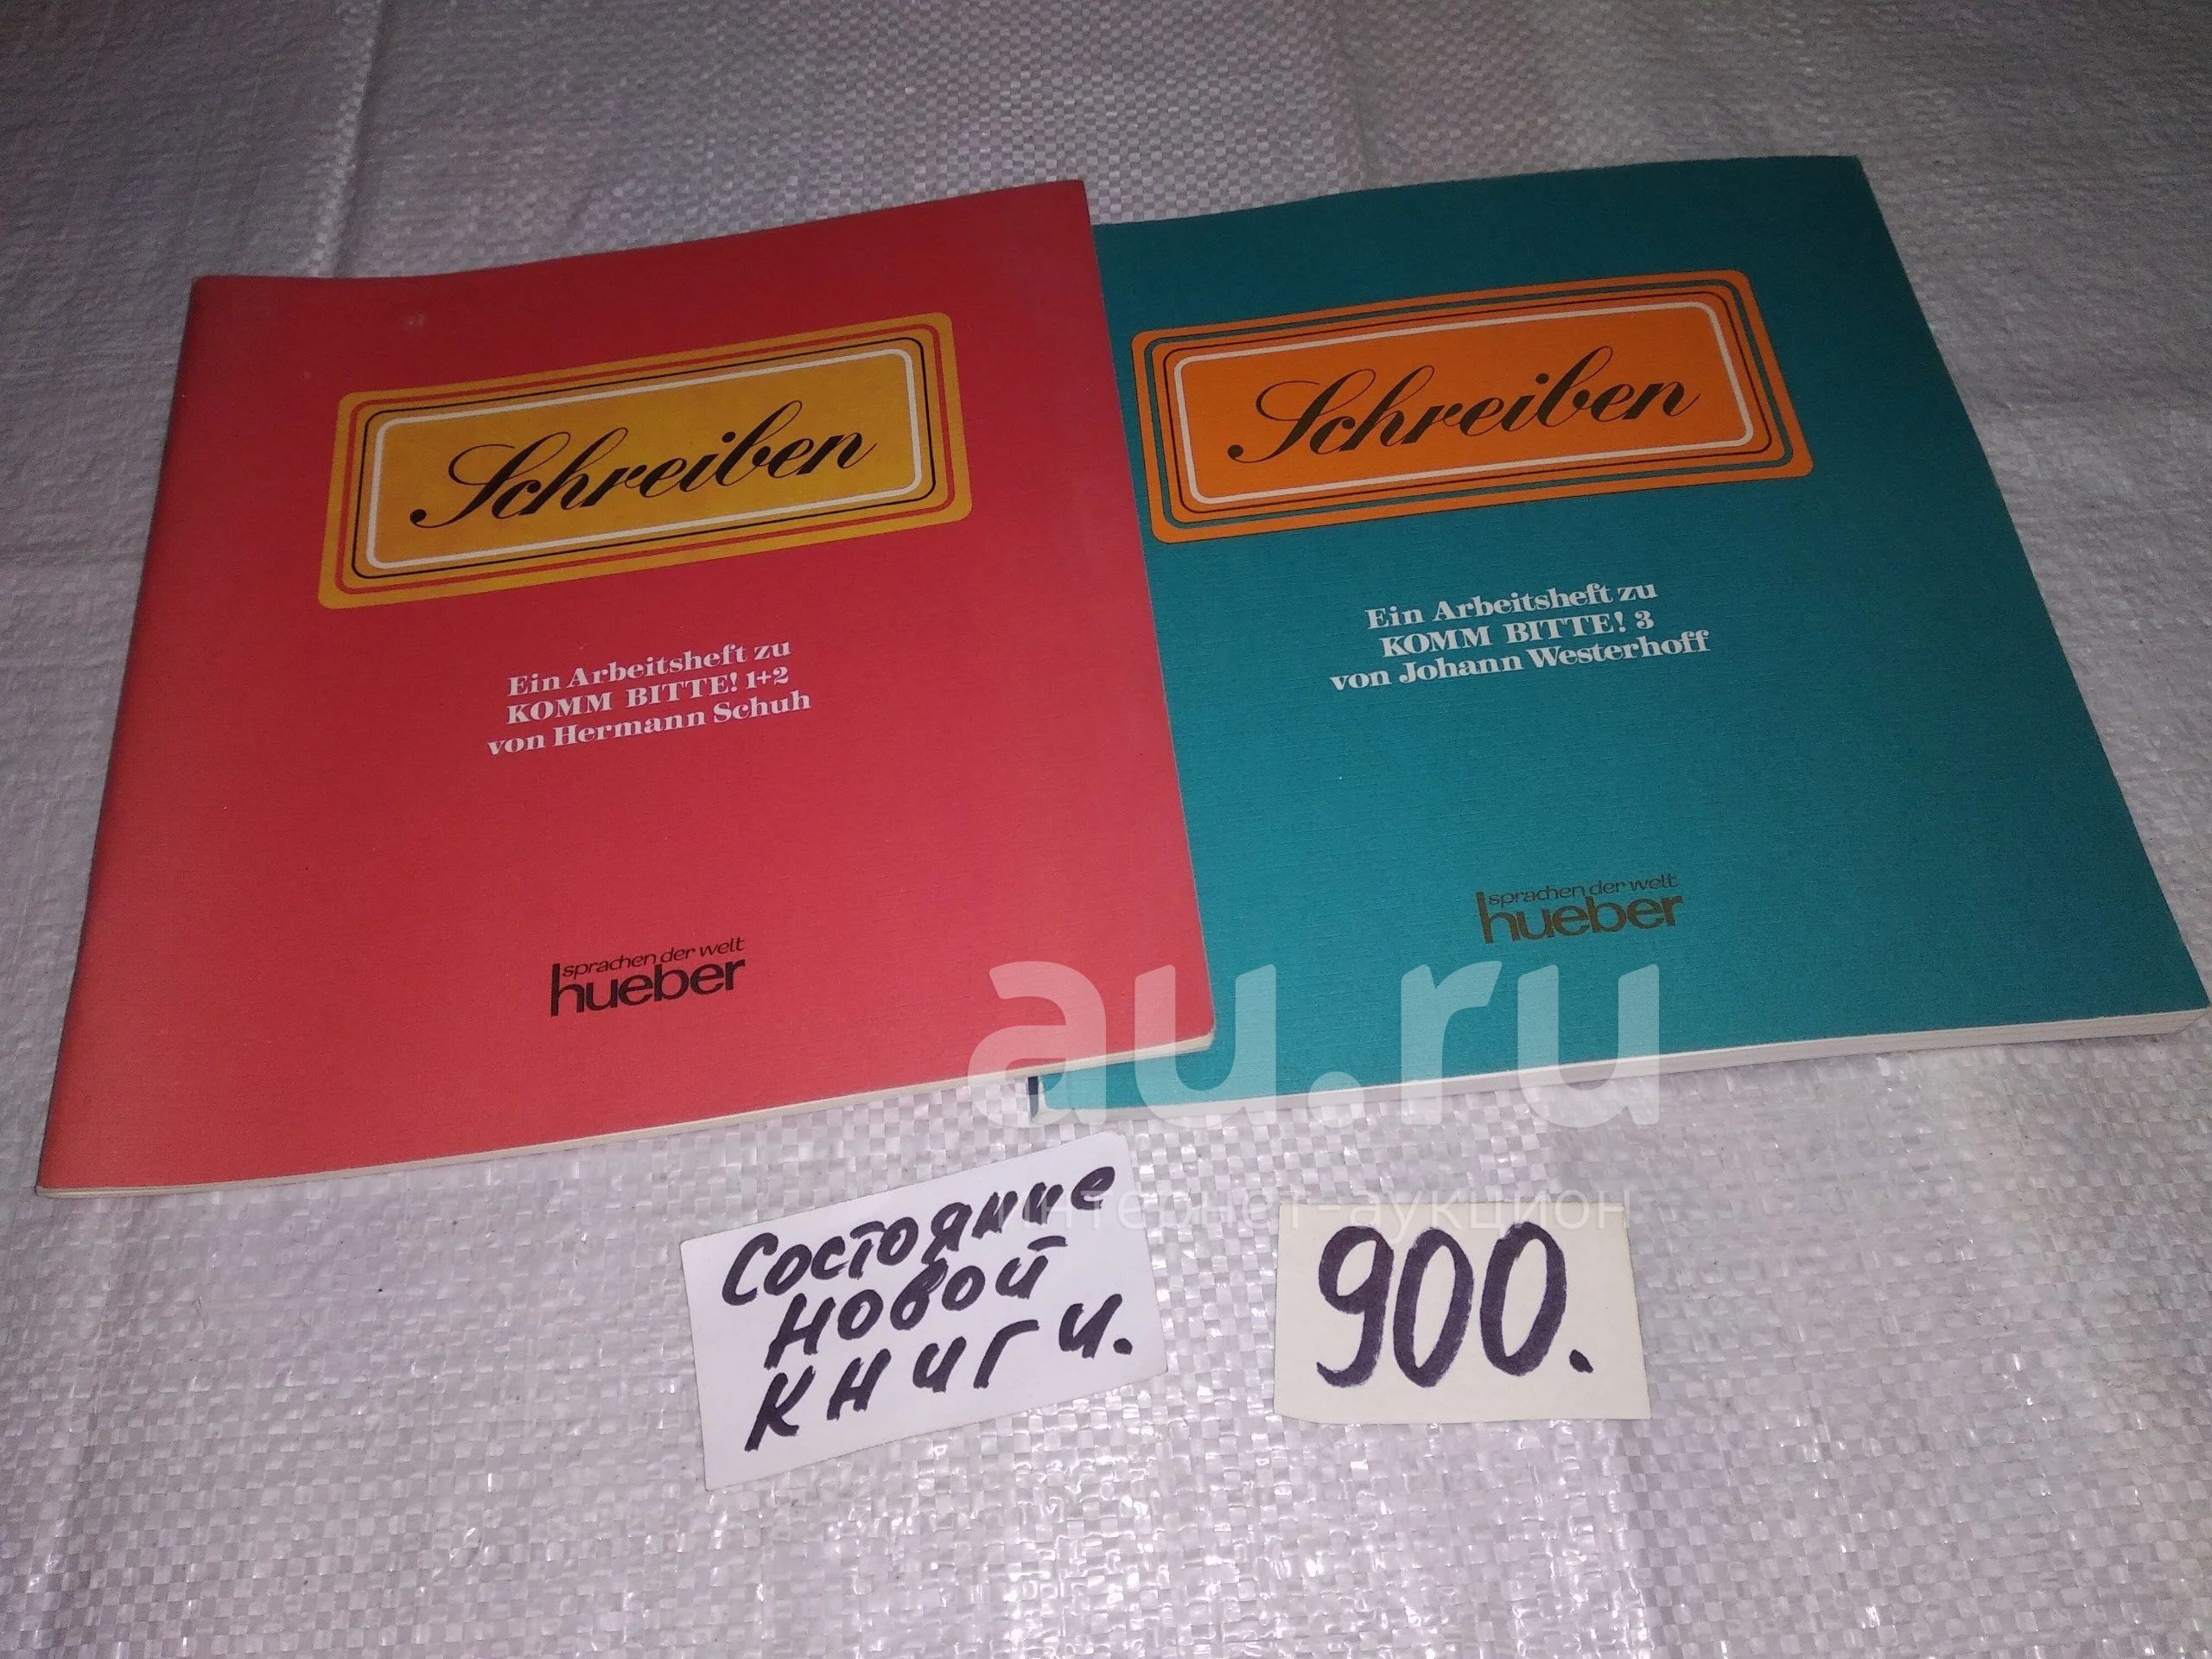 Schreiben
Ein Arbeitsheft zu
KOMM BITTE! 1+2
von Hermann Schuh
sprachen der welt
hueber
Schreiben
Ein Arbeitsheft zu
KOMM BITTE! 3
von Johann Westerhoff
sprachen der welt
hueber
au.ru
интернет-аукцион
Состояние
новой
книги.
900.